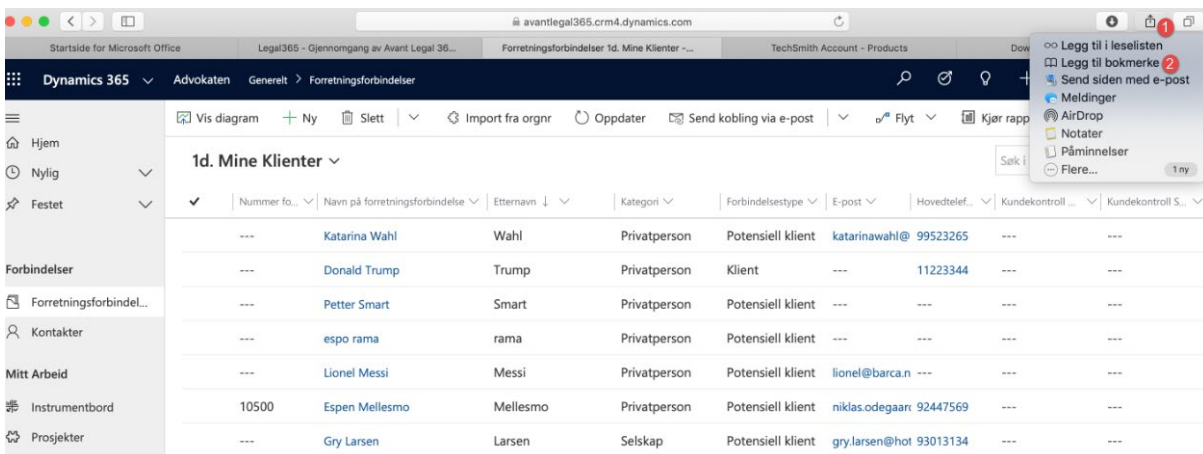 avantlegal365.crm4.dynamics.com
1
Startside for Microsoft Office
Legal365 - Gjennomgang av Avant Legal 36...
Forretningsforbindelser 1d. Mine Klienter -...
TechSmith Account - Products
Dow
Legg til i leselisten
Legg til bokmerke 2
Send siden med e-post
Meldinger
AirDrop
Notater
Påminnelser
Flere... 1 ny
Dynamics 365 Advokaten Generelt > Forretningsforbindelser
Vis diagram + Ny Slett Import fra orgnr Oppdater Send kobling via e-post Flyt Kjør rapp
Hjem
Nylig
Festet
1d. Mine Klienter
Søk i
Nummer fo... Navn på forretningsforbindelse Etternavn ↓ Kategori Forbindelsestype E-post Hovedtelef... Kundekontroll ... Kundekontroll S...
--- Katarina Wahl Wahl Privatperson Potensiell klient katarinawahl@ 99523265 --- ---
--- Donald Trump Trump Privatperson Klient --- 11223344 --- ---
--- Petter Smart Smart Privatperson Potensiell klient --- --- --- ---
--- espo rama rama Privatperson Potensiell klient --- --- --- ---
--- Lionel Messi Messi Privatperson Potensiell klient lionel@barca.n --- --- ---
10500 Espen Mellesmo Mellesmo Privatperson Potensiell klient niklas.odegaard 92447569 --- ---
--- Gry Larsen Larsen Selskap Potensiell klient gry.larsen@hot 93013134 --- ---
Forbindelser
Forretningsforbindel...
Kontakter
Mitt Arbeid
Instrumentbord
Prosjekter